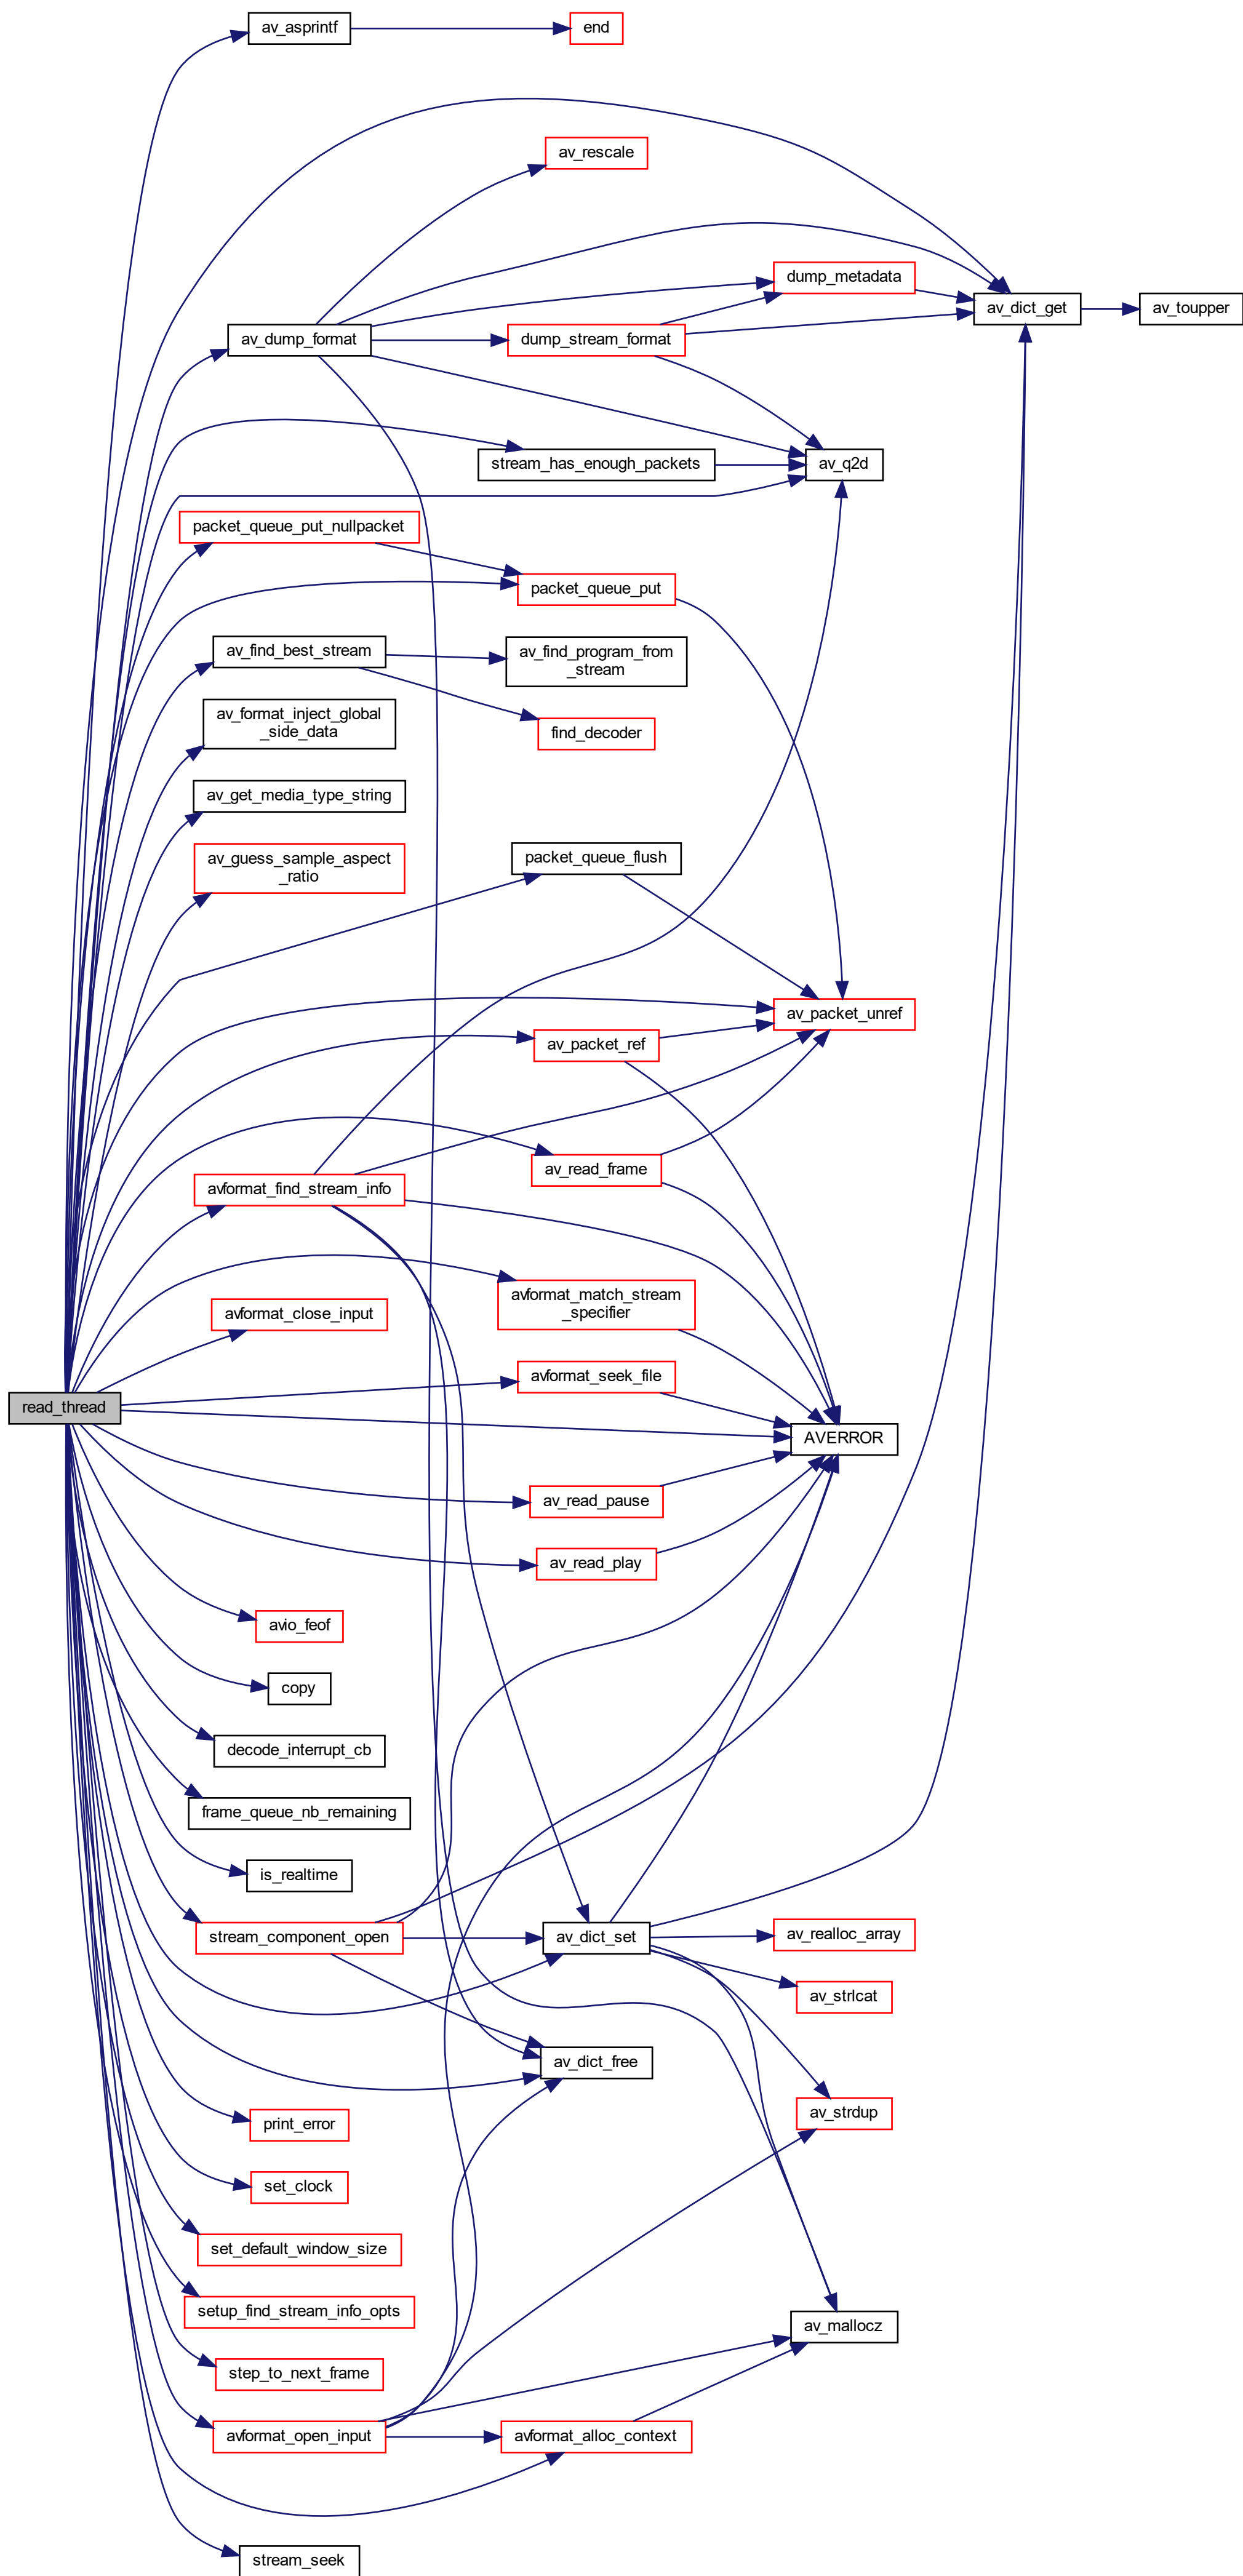 av_asprintf
end
av_rescale
dump_metadata
av_dict_get
av_toupper
av_dump_format
dump_stream_format
stream_has_enough_packets
av_q2d
packet_queue_put_nullpacket
packet_queue_put
av_find_best_stream
av_find_program_from
_stream
av_format_inject_global
_side_data
find_decoder
av_get_media_type_string
av_guess_sample_aspect
_ratio
packet_queue_flush
av_packet_unref
av_packet_ref
av_read_frame
avformat_find_stream_info
avformat_match_stream
_specifier
avformat_close_input
avformat_seek_file
read_thread
AVERROR
av_read_pause
av_read_play
avio_feof
copy
decode_interrupt_cb
frame_queue_nb_remaining
is_realtime
stream_component_open
av_dict_set
av_realloc_array
av_strlcat
av_dict_free
av_strdup
print_error
set_clock
set_default_window_size
setup_find_stream_info_opts
av_mallocz
step_to_next_frame
avformat_open_input
avformat_alloc_context
stream_seek